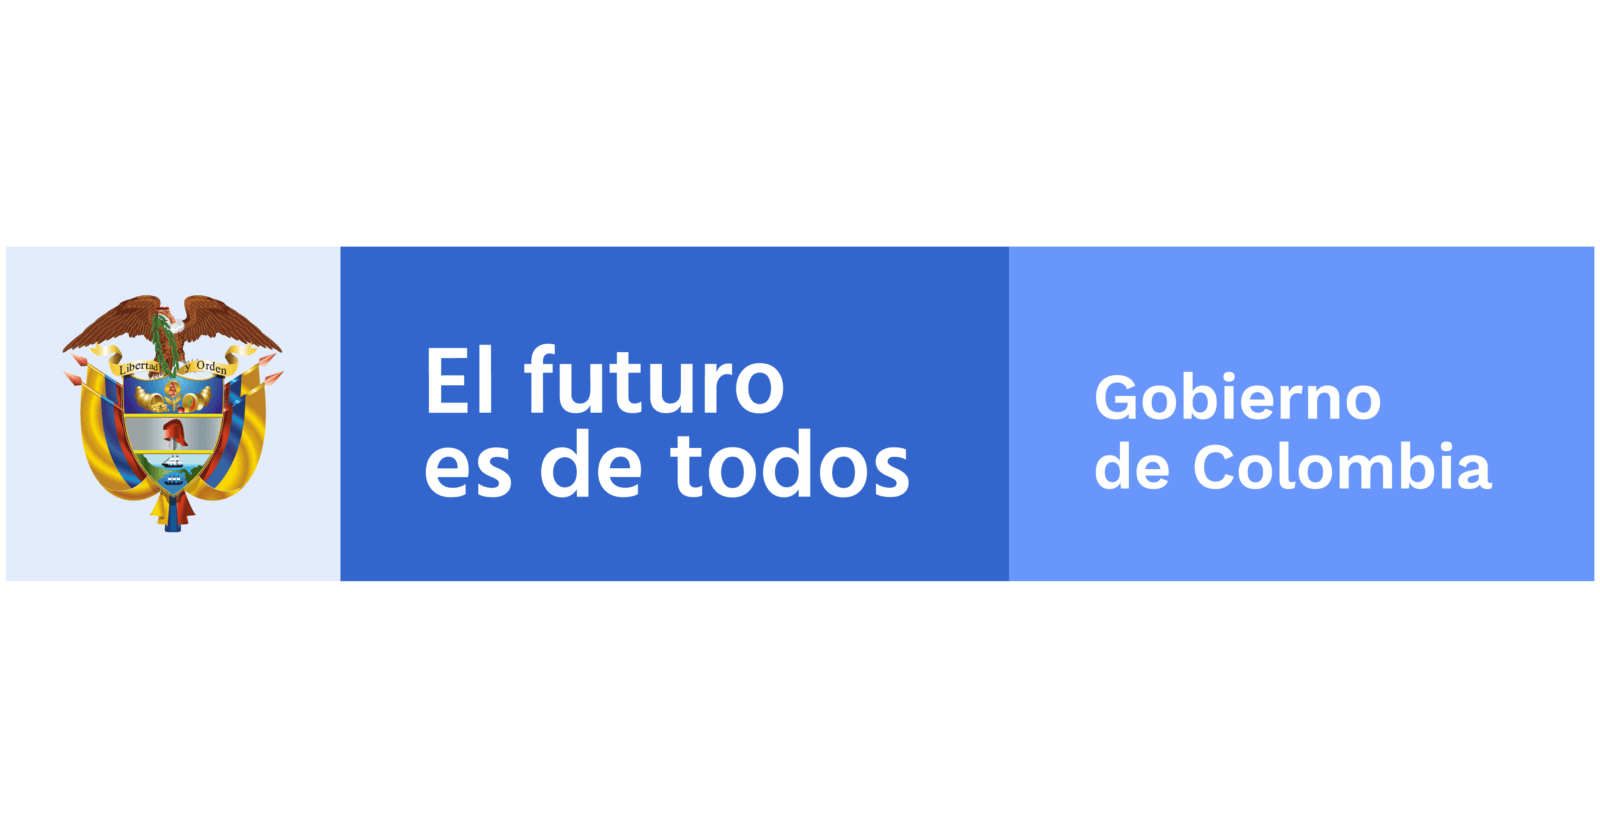 Libertad y Orden
El futuro
es de todos
Gobierno
de Colombia